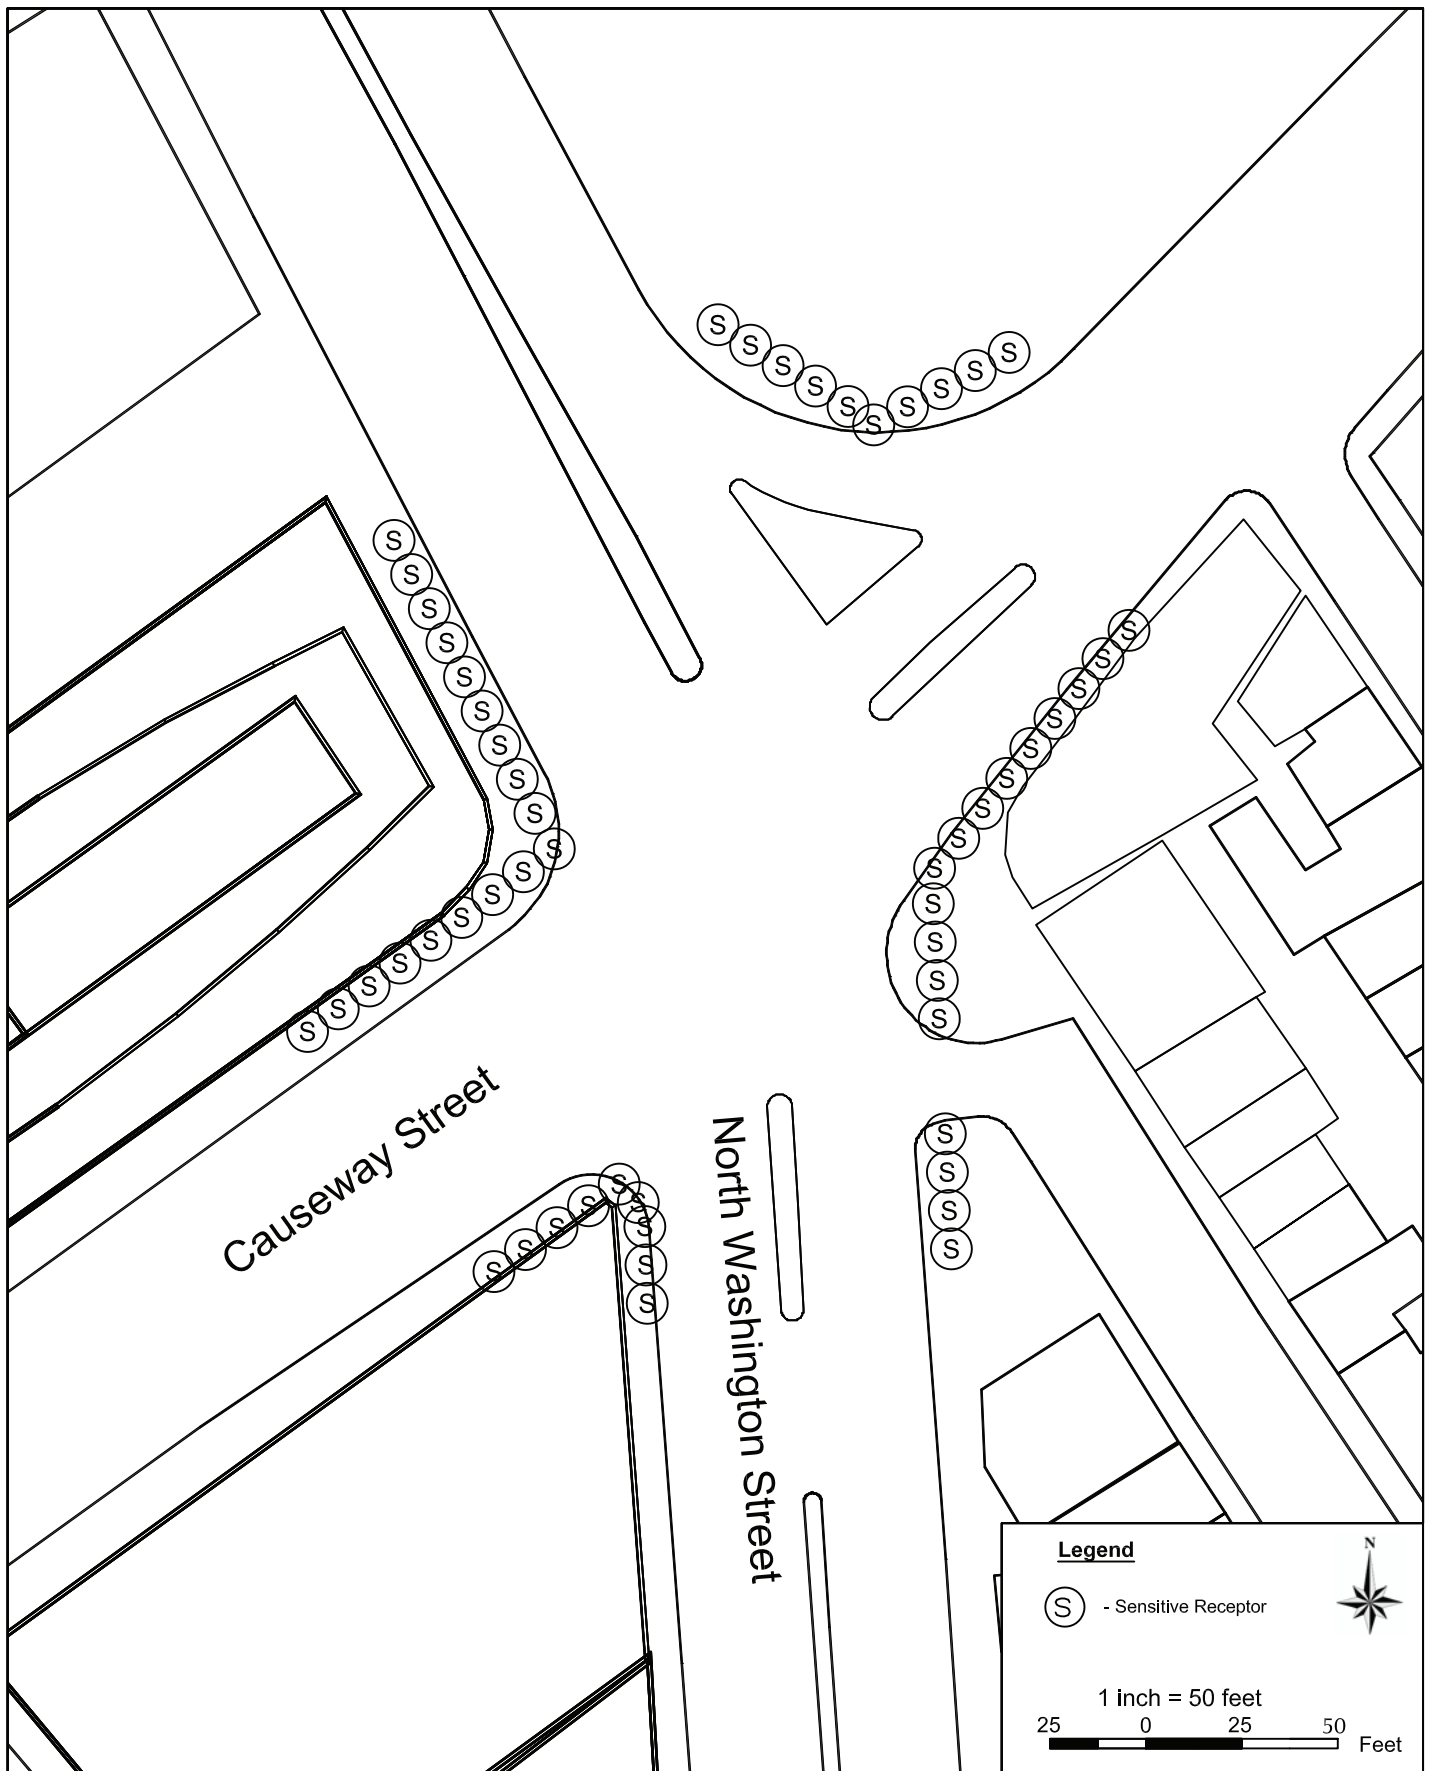 S S S S S S S S S S
S S S S S S S S S S S S S S S S S S
S S S S S S S S S S S S S
Causeway Street
S S S S S S S S S
North Washington Street
S S S S
Legend
N
S - Sensitive Receptor
1 inch = 50 feet
25 0 25 50 Feet